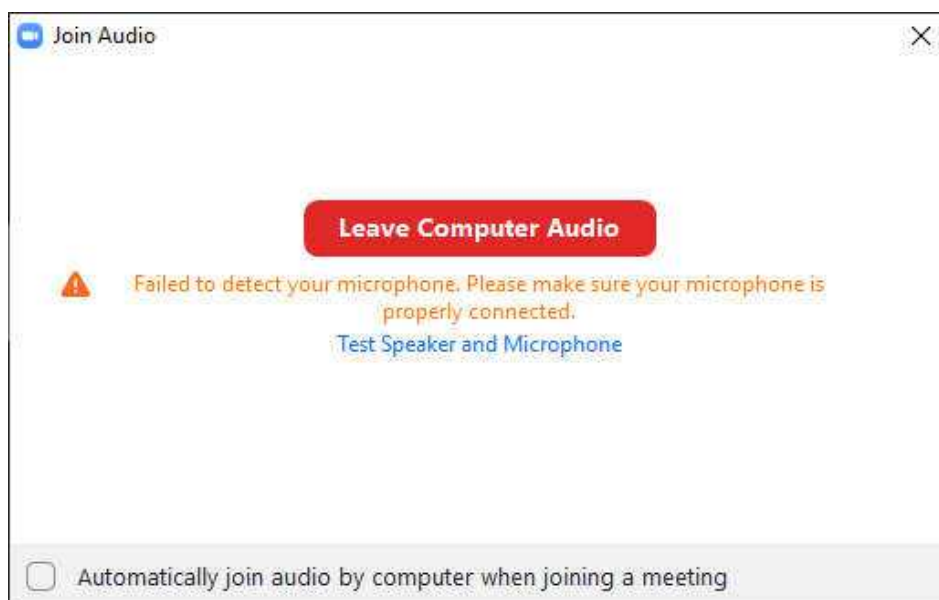 Join Audio
Leave Computer Audio
Failed to detect your microphone. Please make sure your microphone is
properly connected.
Test Speaker and Microphone
Automatically join audio by computer when joining a meeting